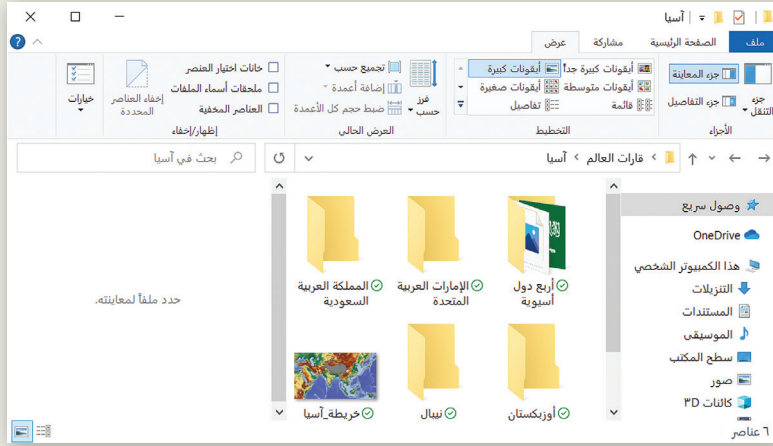 آسيا
ملف
الصفحة الرئيسية
مشاركة
عرض
جزء التنقل
جزء المعاينة
جزء التفاصيل
الأجزاء
أيقونات كبيرة جداً
أيقونات كبيرة
أيقونات متوسطة
أيقونات صغيرة
قائمة
تفاصيل
التخطيط
فرز حسب
تجميع حسب
إضافة أعمدة
ضبط حجم كل الأعمدة
العرض الحالي
خانات اختيار العنصر
ملحقات أسماء الملفات
العناصر المخفية
إخفاء العناصر المحددة
إظهار/إخفاء
خيارات
قارات العالم
آسيا
بحث في آسيا
وصول سريع
OneDrive
هذا الكمبيوتر الشخصي
التنزيلات
المستندات
الموسيقى
سطح المكتب
صور
كائنات ٣D
٦ عناصر
أربع دول
أسيوية
الإمارات العربية
المتحدة
المملكة العربية
السعودية
أوزبكستان
نيبال
خريطة_آسيا
حدد ملفاً لمعاينته.